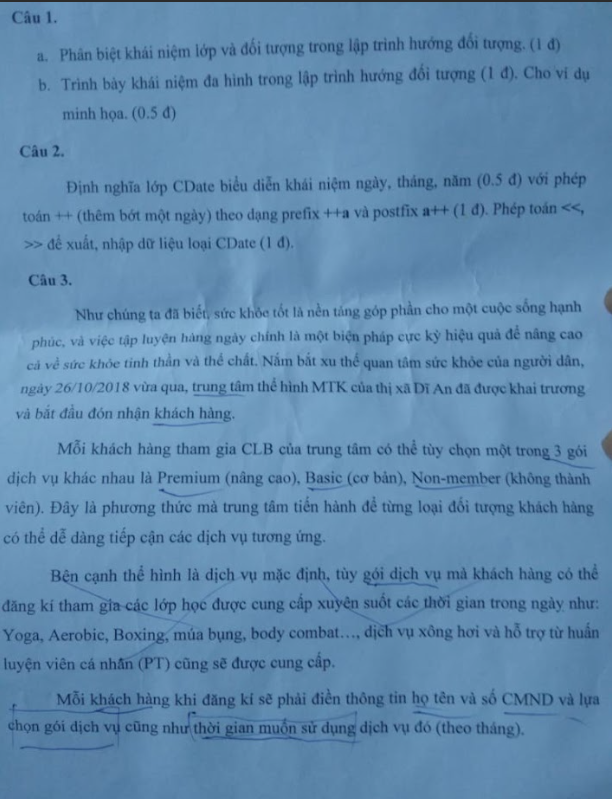 Câu 1.
a. Phân biệt khái niệm lớp và đối tượng trong lập trình hướng đối tượng. (1 đ)
b. Trình bày khái niệm đa hình trong lập trình hướng đối tượng (1 đ). Cho ví dụ
minh họa. (0.5 đ)
Câu 2.
Định nghĩa lớp CDate biểu diễn khái niệm ngày, tháng, năm (0.5 đ) với phép
toán ++ (thêm bớt một ngày) theo dạng prefix ++a và postfix a++ (1 đ). Phép toán <<,
>> để xuất, nhập dữ liệu loại CDate (1 đ).
Câu 3.
Như chúng ta đã biết, sức khỏe tốt là nền tảng góp phần cho một cuộc sống hạnh
phúc, và việc tập luyện hàng ngày chính là một biện pháp cực kỳ hiệu quả để nâng cao
cả về sức khỏe tinh thần và thể chất. Nắm bắt xu thế quan tâm sức khỏe của người dân,
ngày 26/10/2018 vừa qua, trung tâm thể hình MTK của thị xã Dĩ An đã được khai trương
và bắt đầu đón nhận khách hàng.
Mỗi khách hàng tham gia CLB của trung tâm có thể tùy chọn một trong 3 gói
dịch vụ khác nhau là Premium (nâng cao), Basic (cơ bản), Non-member (không thành
viên). Đây là phương thức mà trung tâm tiến hành để từng loại đối tượng khách hàng
có thể dễ dàng tiếp cận các dịch vụ tương ứng.
Bên cạnh thể hình là dịch vụ mặc định, tùy gói dịch vụ mà khách hàng có thể
đăng kí tham gia các lớp học được cung cấp xuyên suốt các thời gian trong ngày như:
Yoga, Aerobic, Boxing, múa bụng, body combat…, dịch vụ xông hơi và hỗ trợ từ huấn
luyện viên cá nhân (PT) cũng sẽ được cung cấp.
Mỗi khách hàng khi đăng kí sẽ phải điền thông tin họ tên và số CMND và lựa
chọn gói dịch vụ cũng như thời gian muốn sử dụng dịch vụ đó (theo tháng).